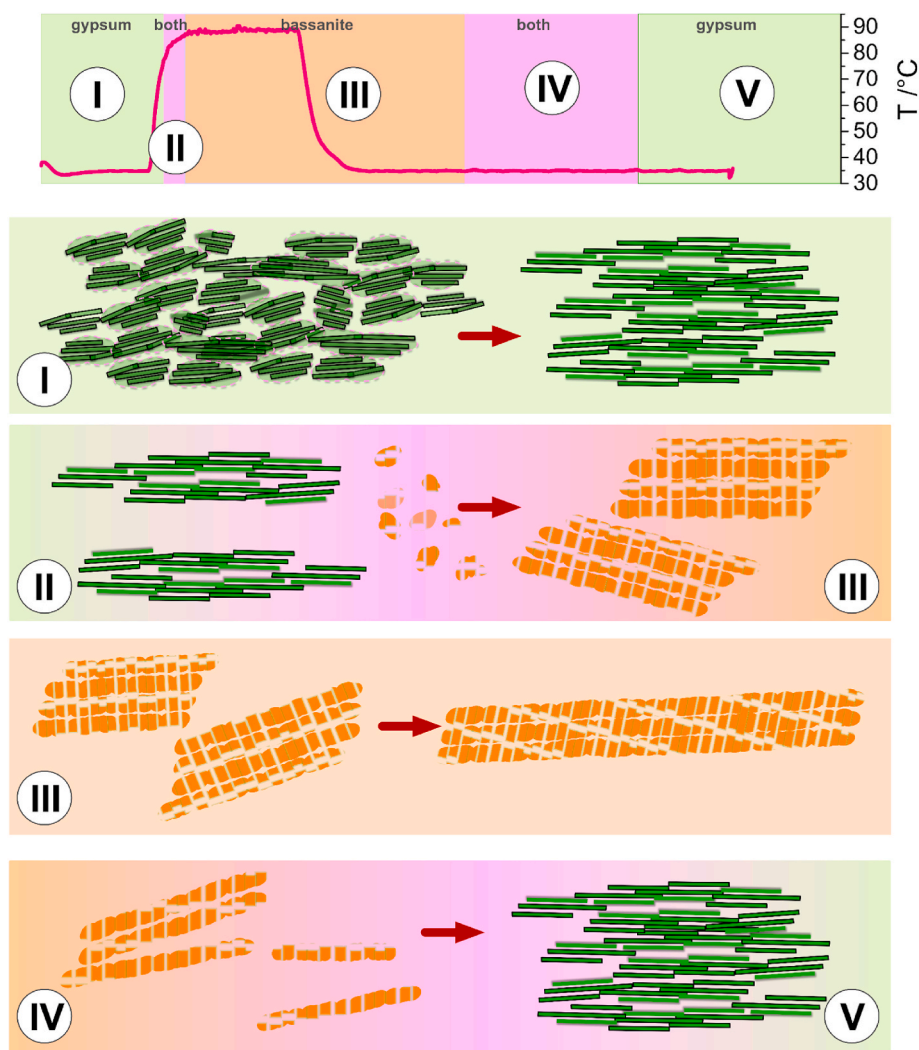 gypsum both bassanite both gypsum
I II III IV V
90
80
70
60
50
40
30
T /°C
I
II III
III
IV V